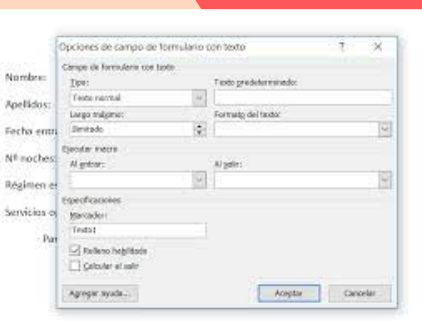 Opciones de campo de formulario con texto ? ×
Campo de formulario con texto
Tipo: Texto predeterminado:
Texto normal
Largo máximo: Formato del texto:
Ilimitado
Ejecutar macro
Al entrar: Al salir:
Especificaciones
Marcador:
Texto1
Relleno habilitado
Calcular al salir
Agregar ayuda... Aceptar Cancelar
Nombre:
Apellidos:
Fecha entra
Nº noches:
Régimen e
Servicios o
Par